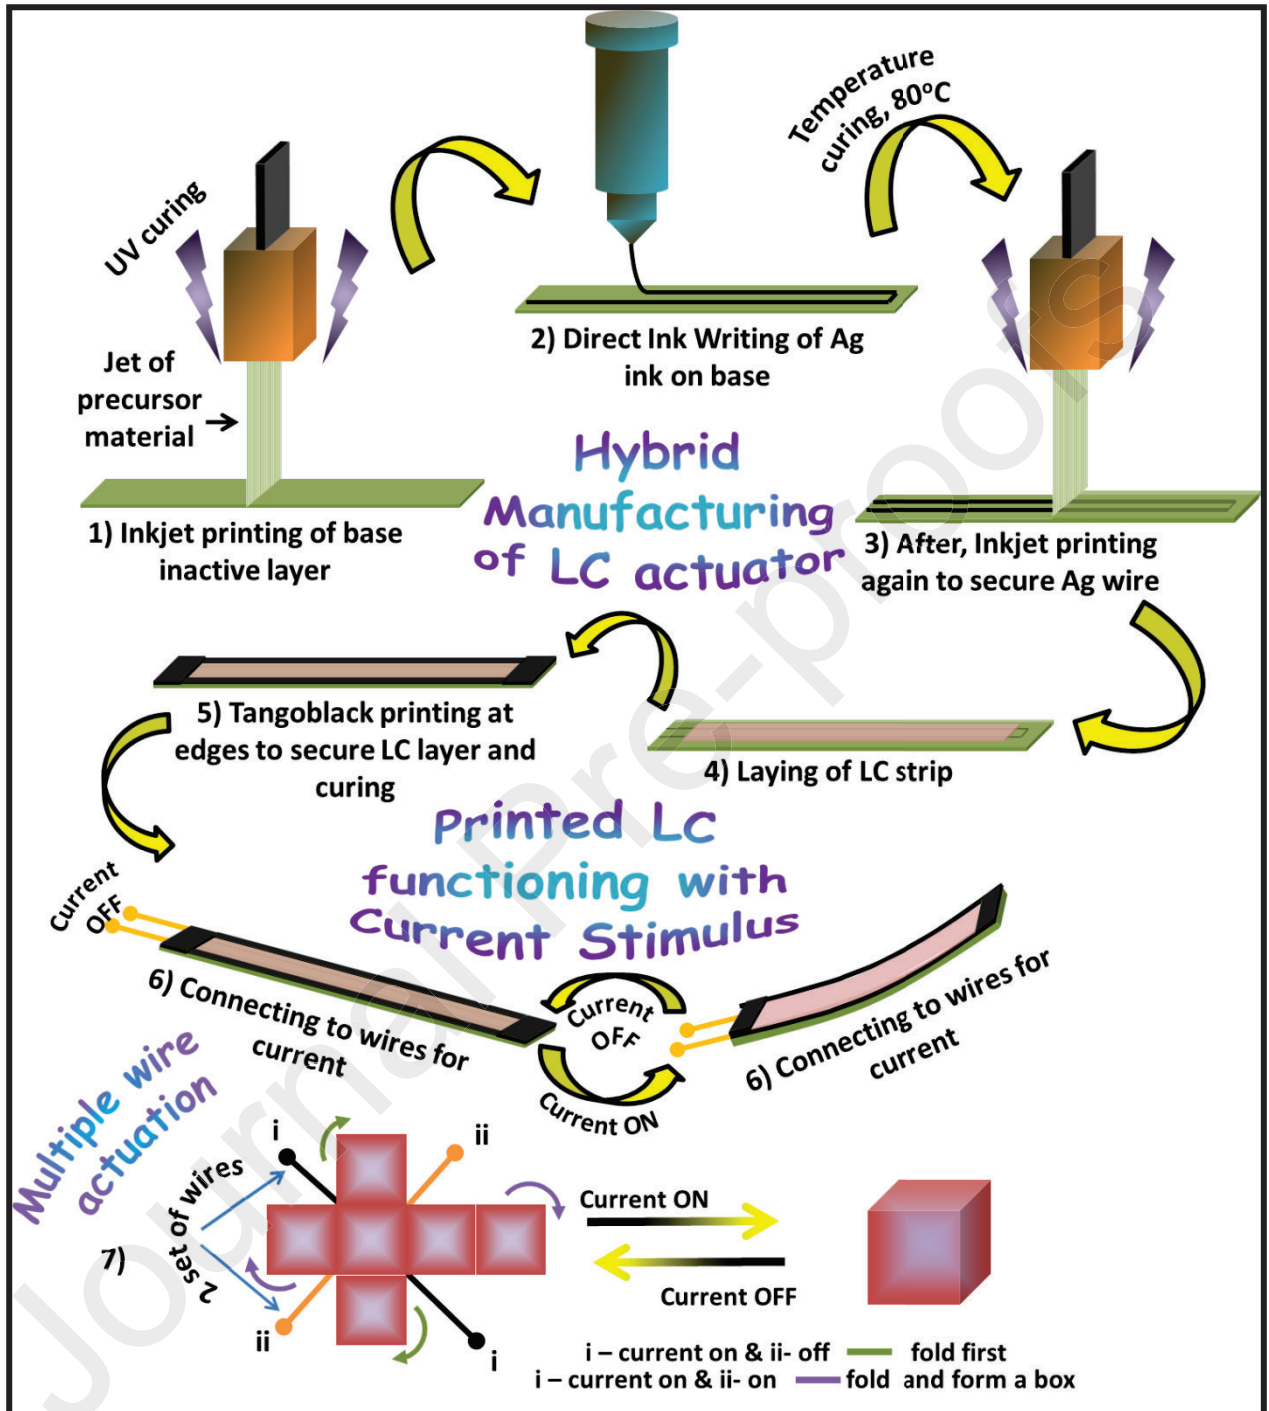 UV curing
Jet of
precursor
material
1) Inkjet printing of base
inactive layer
2) Direct Ink Writing of Ag
ink on base
Temperature
curing, 80°C
3) After, Inkjet printing
again to secure Ag wire
Hybrid
Manufacturing
of LC actuator
4) Laying of LC strip
5) Tangoblack printing at
edges to secure LC layer and
curing
Printed LC
functioning with
Current Stimulus
Current
OFF
6) Connecting to wires for
current
Current
OFF
Current ON
6) Connecting to wires for
current
Multiple wire
actuation
7)
2 set of wires
i
ii
ii
i
Current ON
Current OFF
i – current on & ii- off fold first
i – current on & ii- on fold and form a box
Journal Pre-proofs